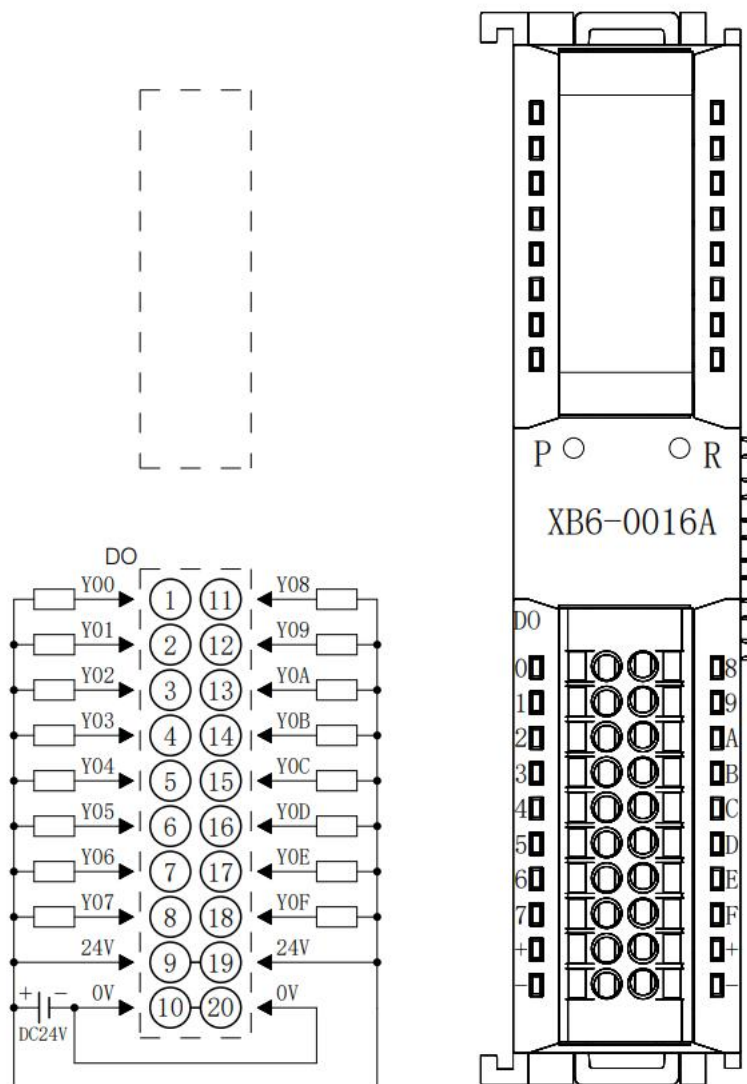 P R
XB6-0016A
DO
Y00 1 11 Y08
Y01 2 12 Y09
Y02 3 13 Y0A
Y03 4 14 Y0B
Y04 5 15 Y0C
Y05 6 16 Y0D
Y06 7 17 Y0E
Y07 8 18 Y0F
24V 9 19 24V
+ − 0V 10 20 0V
DC24V
DO
0 8
1 9
2 A
3 B
4 C
5 D
6 E
7 F
+ +
- -